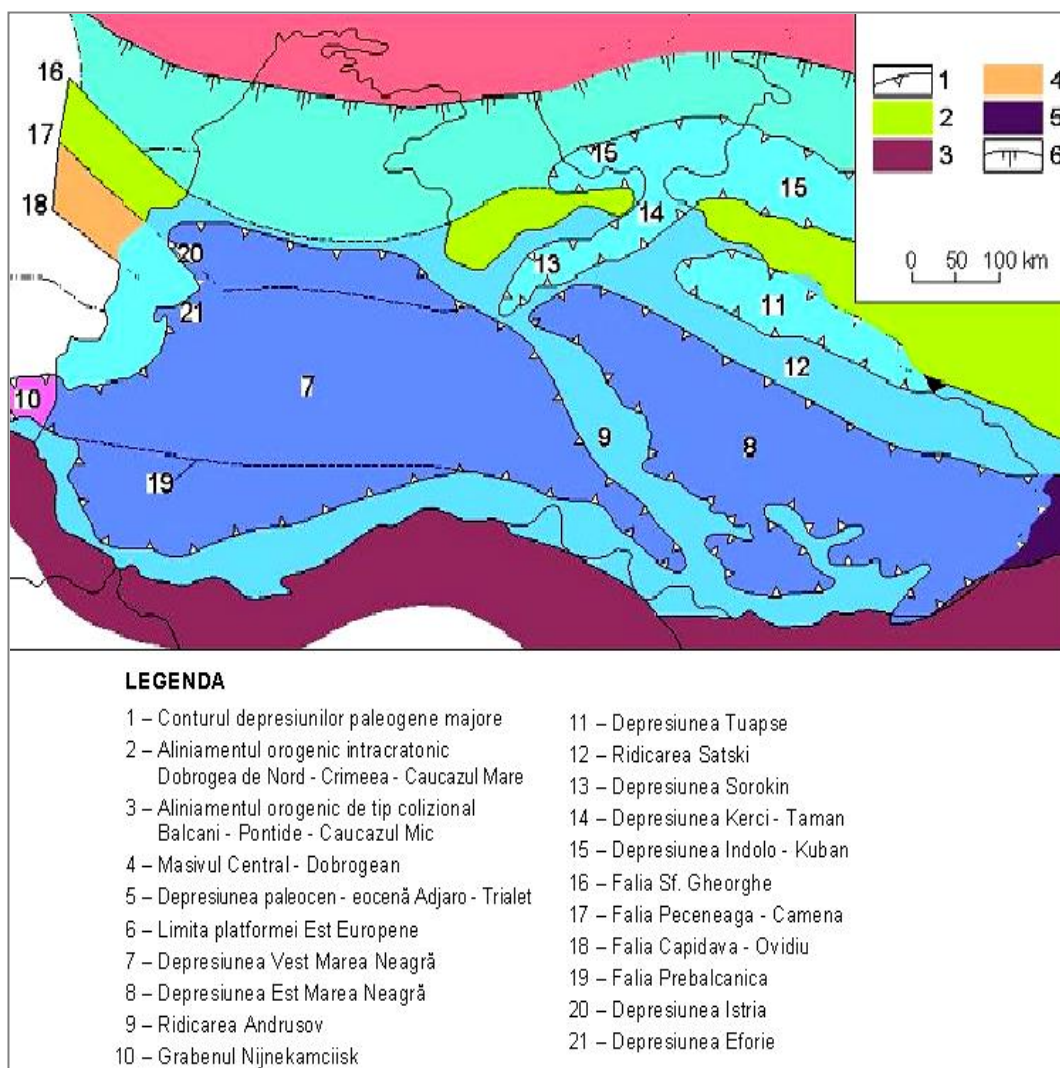 16
17
18
20
21
10
7
19
15
14
13
15
11
12
9
8
1
4
2
5
3
6
0 50 100 km
LEGENDA
1 – Conturul depresiunilor paleogene majore
2 – Aliniamentul orogenic intracratonic
Dobrogea de Nord - Crimeea - Caucazul Mare
3 – Aliniamentul orogenic de tip colizional
Balcani - Pontide - Caucazul Mic
4 – Masivul Central - Dobrogean
5 – Depresiunea paleocen - eocenă Adjaro - Trialet
6 – Limita platformei Est Europene
7 – Depresiunea Vest Marea Neagră
8 – Depresiunea Est Marea Neagră
9 – Ridicarea Andrusov
10 – Grabenul Nijnekamciisk
11 – Depresiunea Tuapse
12 – Ridicarea Satski
13 – Depresiunea Sorokin
14 – Depresiunea Kerci - Taman
15 – Depresiunea Indolo - Kuban
16 – Falia Sf. Gheorghe
17 – Falia Peceneaga - Camena
18 – Falia Capidava - Ovidiu
19 – Falia Prebalcanica
20 – Depresiunea Istria
21 – Depresiunea Eforie